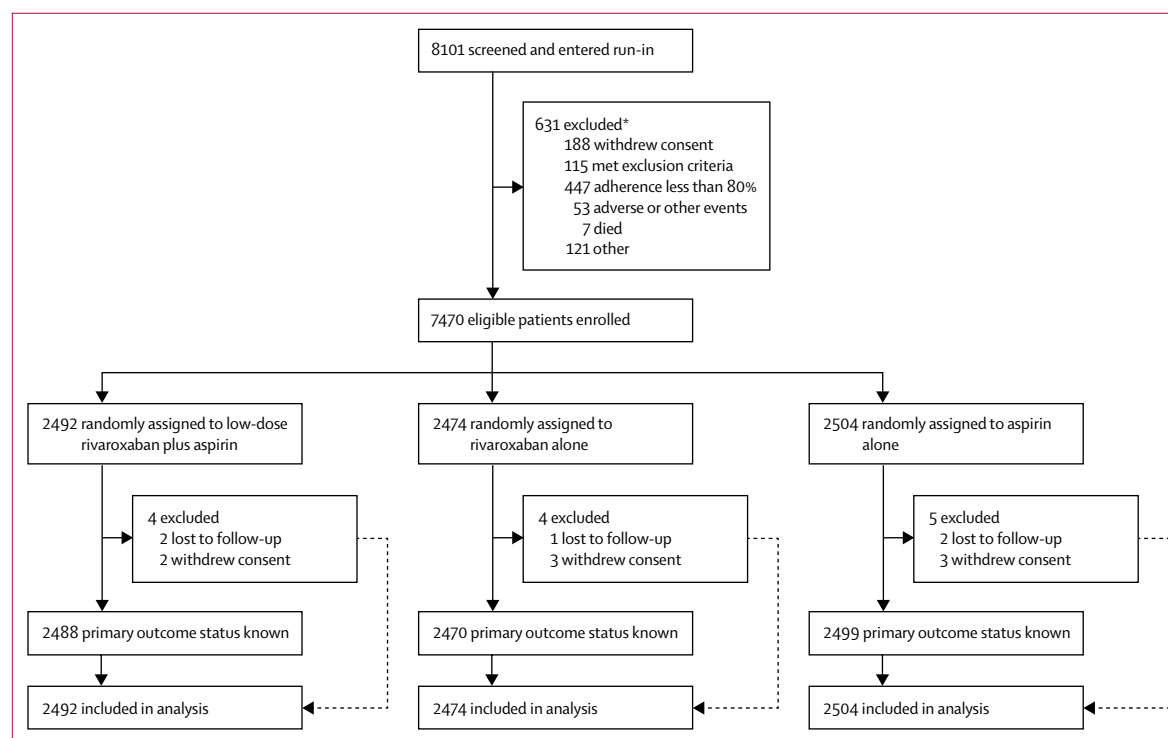 8101 screened and entered run-in
631 excluded*
188 withdrew consent
115 met exclusion criteria
447 adherence less than 80%
53 adverse or other events
7 died
121 other
7470 eligible patients enrolled
2492 randomly assigned to low-dose
rivaroxaban plus aspirin
2474 randomly assigned to
rivaroxaban alone
2504 randomly assigned to aspirin
alone
4 excluded
2 lost to follow-up
2 withdrew consent
4 excluded
1 lost to follow-up
3 withdrew consent
5 excluded
2 lost to follow-up
3 withdrew consent
2488 primary outcome status known
2470 primary outcome status known
2499 primary outcome status known
2492 included in analysis
2474 included in analysis
2504 included in analysis